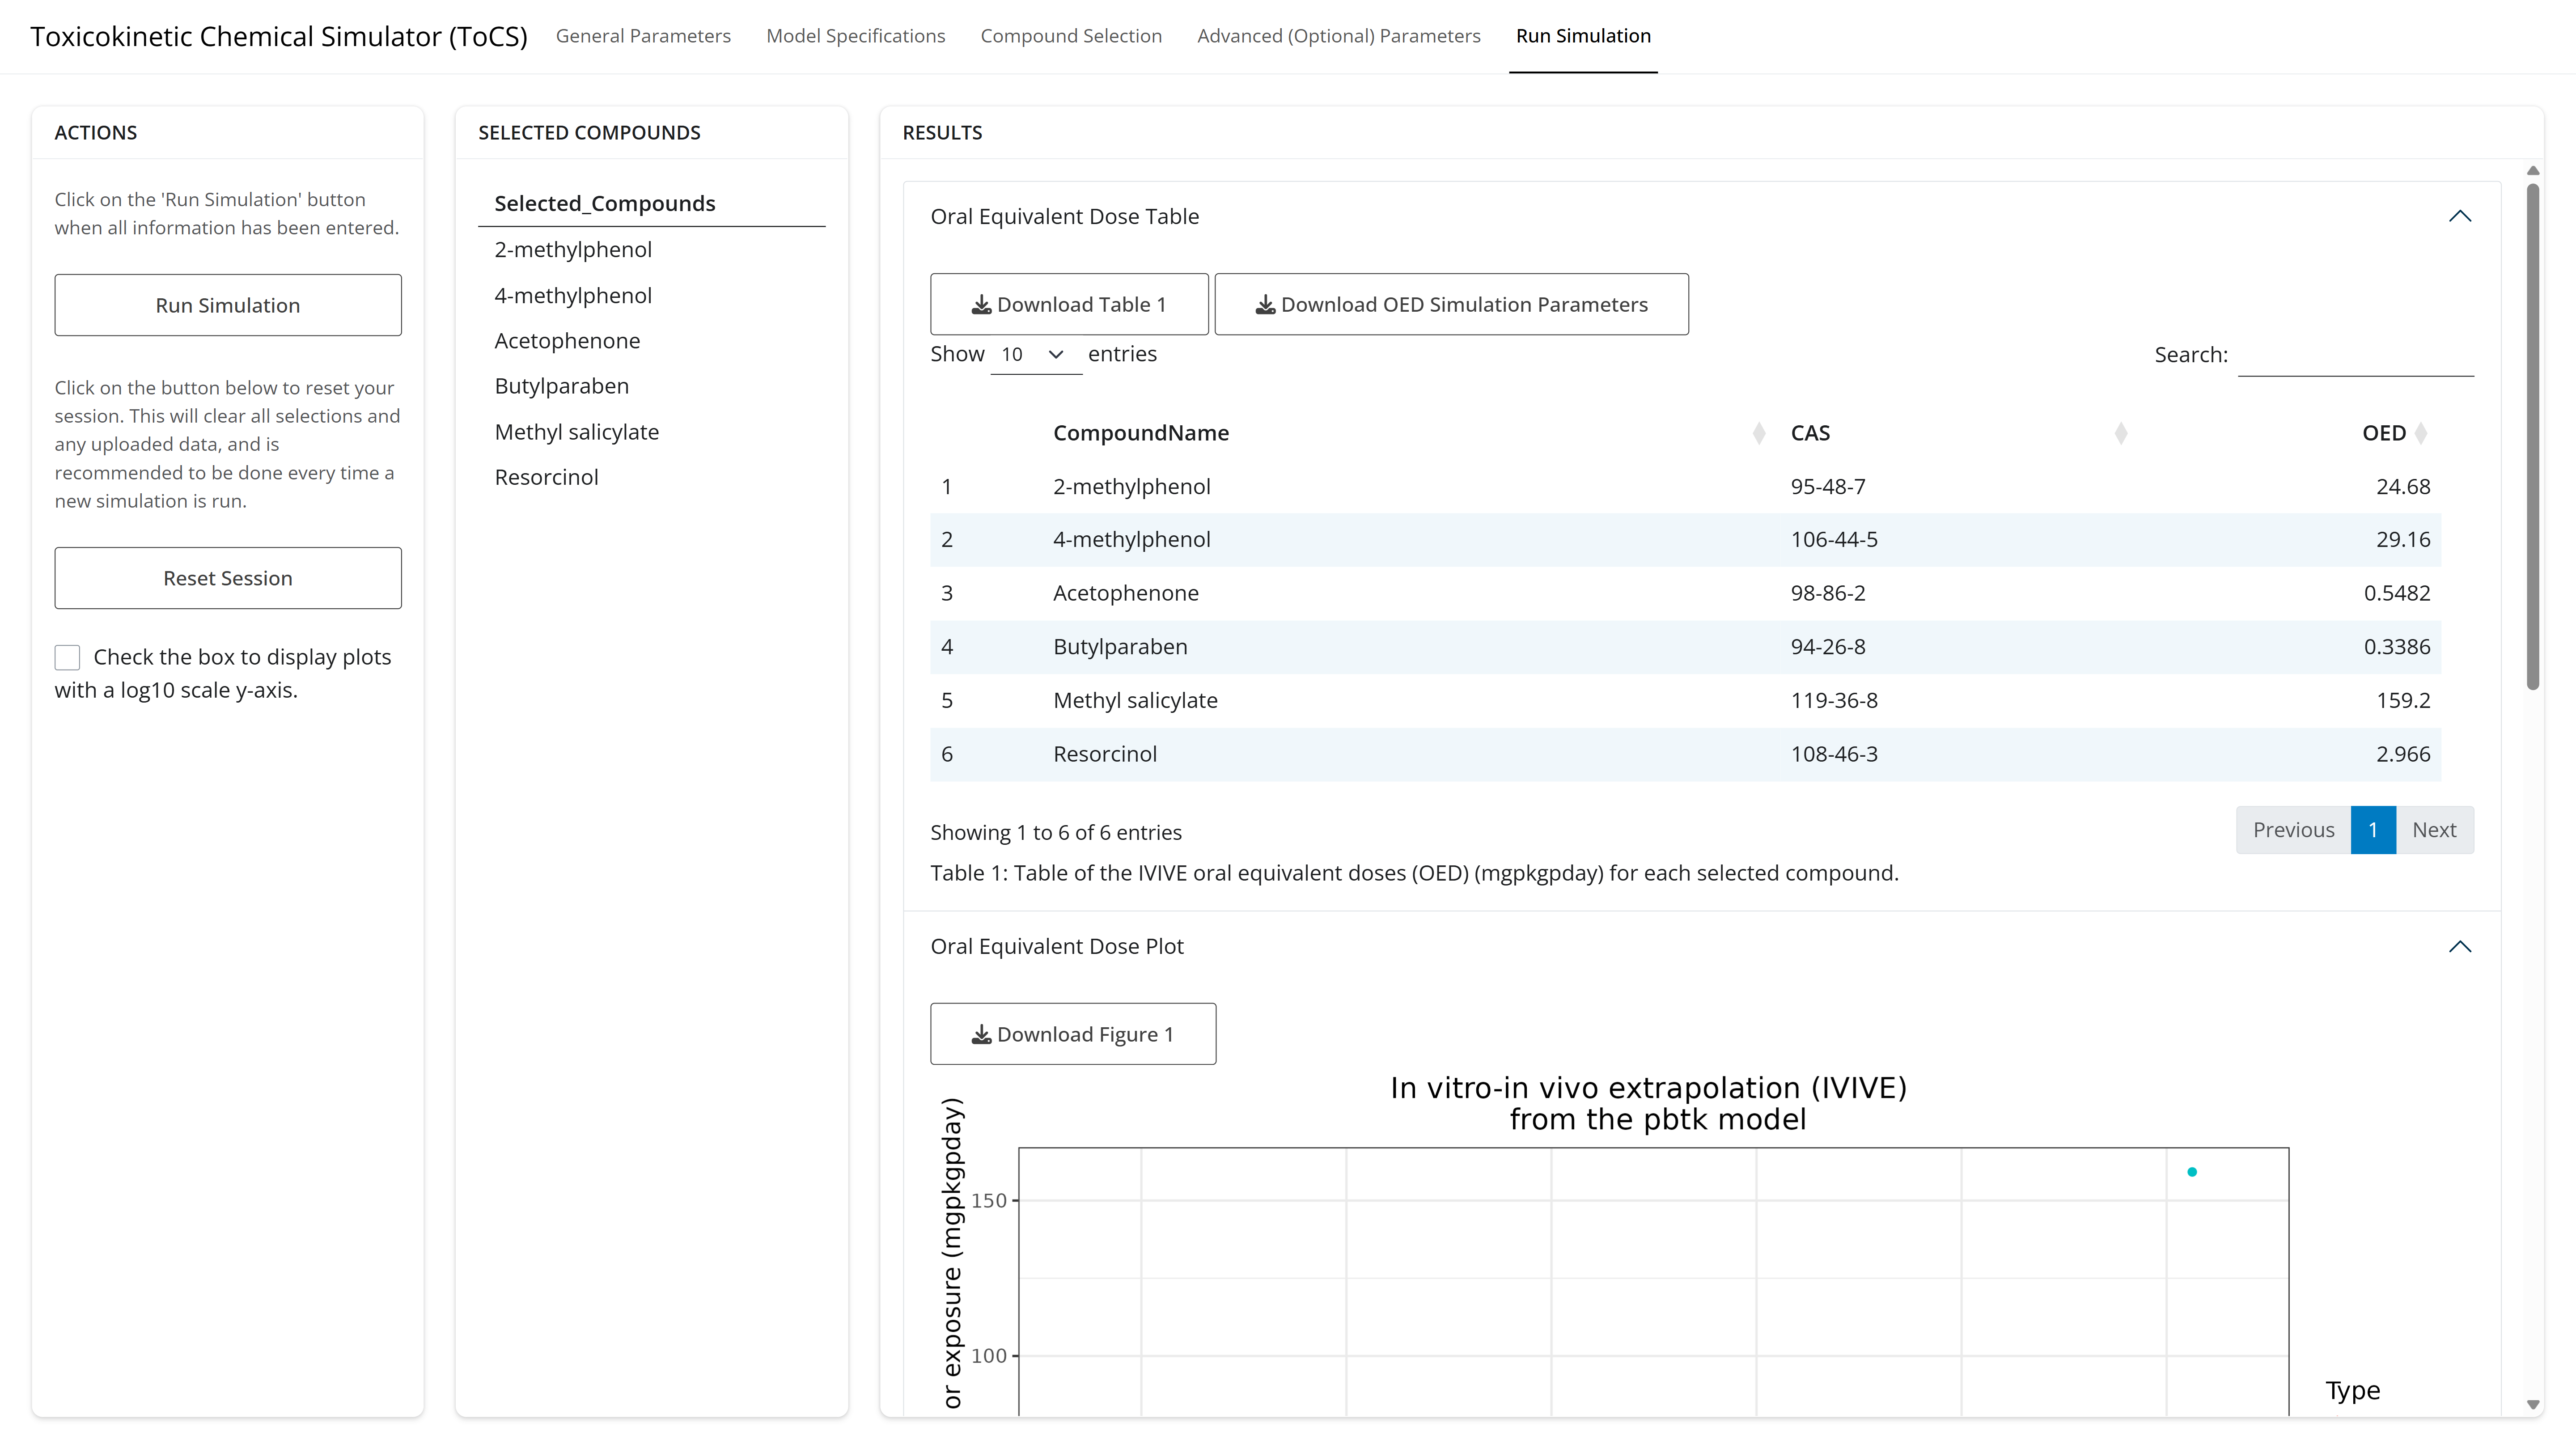 Toxicokinetic Chemical Simulator (ToCS) General Parameters Model Specifications Compound Selection Advanced (Optional) Parameters Run Simulation
ACTIONS
Click on the 'Run Simulation' button
when all information has been entered.
Run Simulation
Click on the button below to reset your
session. This will clear all selections and
any uploaded data, and is
recommended to be done every time a
new simulation is run.
Reset Session
Check the box to display plots
with a log10 scale y-axis.
SELECTED COMPOUNDS
Selected_Compounds
2-methylphenol
4-methylphenol
Acetophenone
Butylparaben
Methyl salicylate
Resorcinol
RESULTS
Oral Equivalent Dose Table
Download Table 1 Download OED Simulation Parameters
Show 10 entries Search:
CompoundName CAS OED
1 2-methylphenol 95-48-7 24.68
2 4-methylphenol 106-44-5 29.16
3 Acetophenone 98-86-2 0.5482
4 Butylparaben 94-26-8 0.3386
5 Methyl salicylate 119-36-8 159.2
6 Resorcinol 108-46-3 2.966
Showing 1 to 6 of 6 entries Previous 1 Next
Table 1: Table of the IVIVE oral equivalent doses (OED) (mgpkgpday) for each selected compound.
Oral Equivalent Dose Plot
Download Figure 1
In vitro-in vivo extrapolation (IVIVE)
from the pbtk model
or exposure (mgpkgpday)
150
100
Type